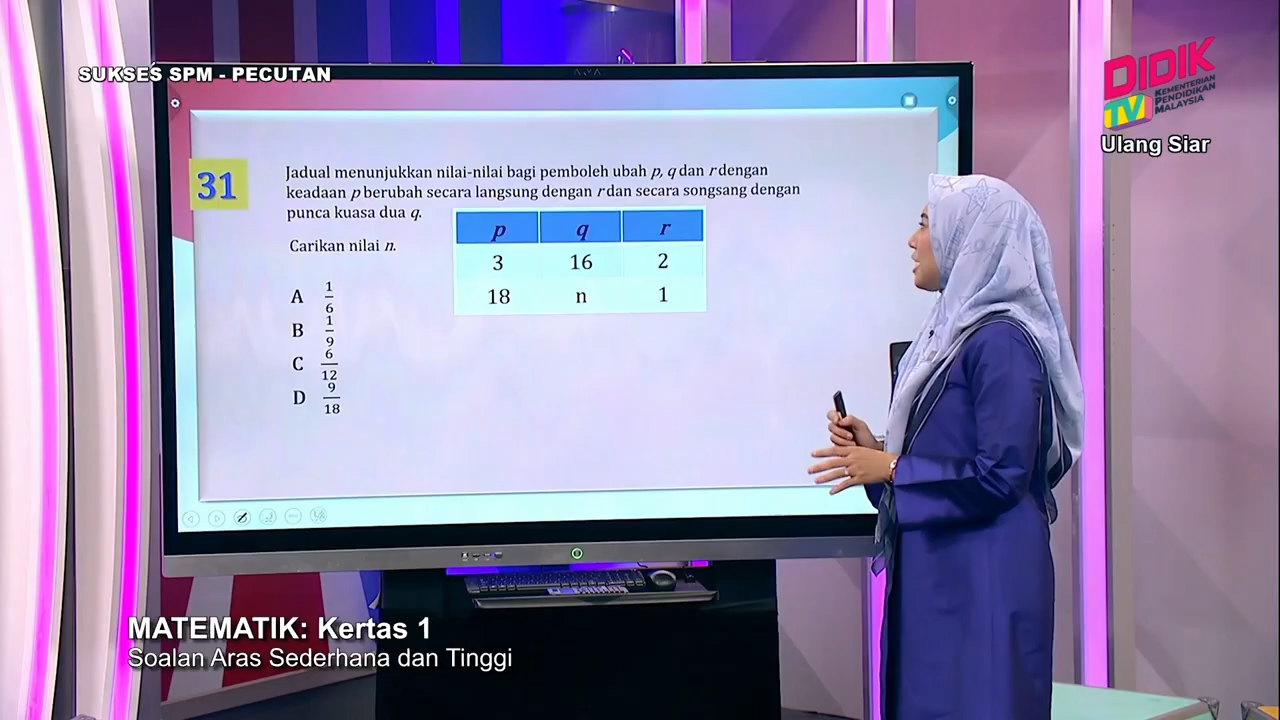 SUKSES SPM - PECUTAN
DIDIK
TV
KEMENTERIAN
PENDIDIKAN
MALAYSIA
Ulang Siar
31
Jadual menunjukkan nilai-nilai bagi pemboleh ubah p, q dan r dengan
keadaan p berubah secara langsung dengan r dan secara songsang dengan
punca kuasa dua q.
Carikan nilai n.
p q r
3 16 2
18 n 1
A 1/6
B 1/9
C 6/12
D 9/18
MATEMATIK: Kertas 1
Soalan Aras Sederhana dan Tinggi